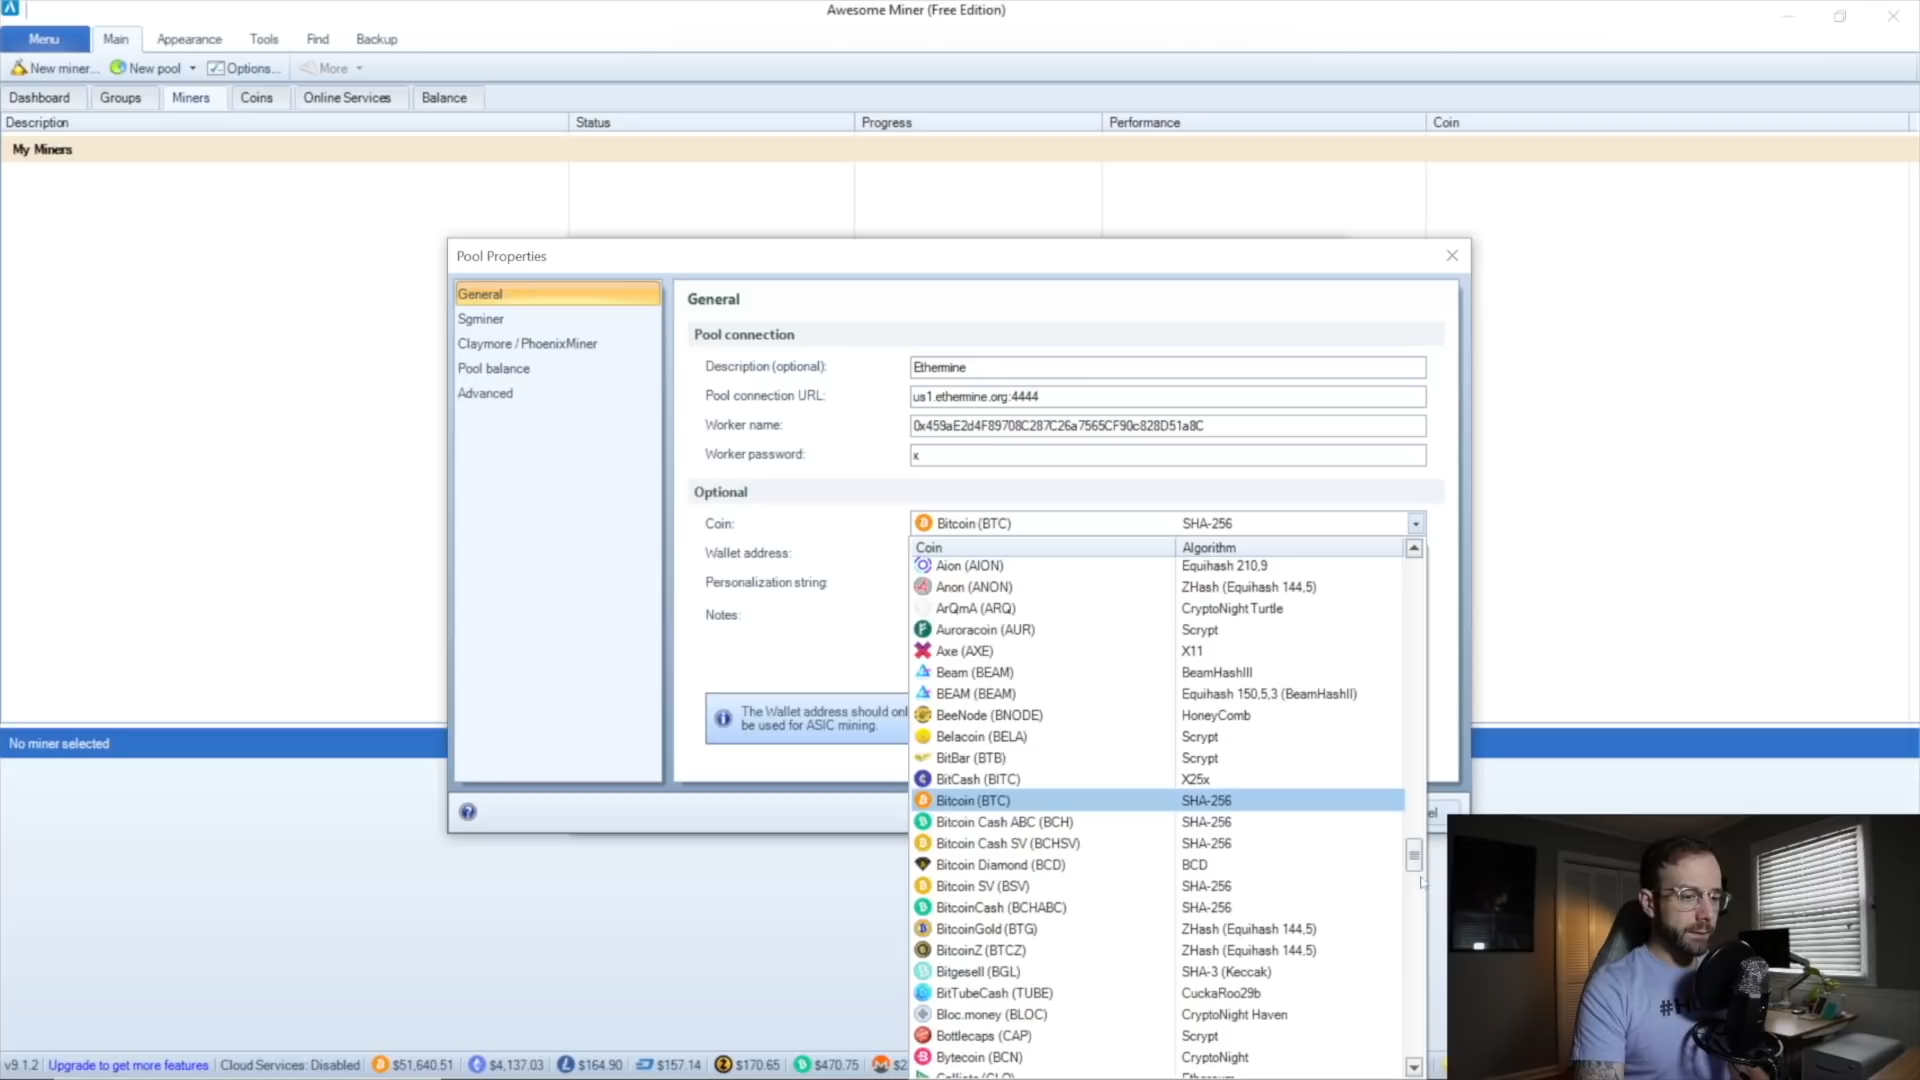 Awesome Miner (Free Edition)
Menu Main Appearance Tools Find Backup
New miner... New pool Options... More
Dashboard Groups Miners Coins Online Services Balance
Description Status Progress Performance Coin
My Miners
Pool Properties
General
Sgminer
Claymore / PhoenixMiner
Pool balance
Advanced
General
Pool connection
Description (optional): Ethermine
Pool connection URL: us1.ethermine.org:4444
Worker name: 0x459aE2d4F89708C287C26a7565CF90c828D51a8C
Worker password: x
Optional
Coin: Bitcoin (BTC) SHA-256
Wallet address:
Personalization string:
Notes:
The Wallet address should onl
be used for ASIC mining.
Coin Algorithm
Aion (AION) Equihash 210,9
Anon (ANON) ZHash (Equihash 144,5)
ArQmA (ARQ) CryptoNight Turtle
Auroracoin (AUR) Scrypt
Axe (AXE) X11
Beam (BEAM) BeamHashIII
BEAM (BEAM) Equihash 150,5,3 (BeamHashII)
BeeNode (BNODE) HoneyComb
Belacoin (BELA) Scrypt
BitBar (BTB) Scrypt
BitCash (BITC) X25x
Bitcoin (BTC) SHA-256
Bitcoin Cash ABC (BCH) SHA-256
Bitcoin Cash SV (BCHSV) SHA-256
Bitcoin Diamond (BCD) BCD
Bitcoin SV (BSV) SHA-256
BitcoinCash (BCHABC) SHA-256
BitcoinGold (BTG) ZHash (Equihash 144,5)
BitcoinZ (BTCZ) ZHash (Equihash 144,5)
Bitgesell (BGL) SHA-3 (Keccak)
BitTubeCash (TUBE) CuckaRoo29b
Bloc.money (BLOC) CryptoNight Haven
Bottlecaps (CAP) Scrypt
Bytecoin (BCN) CryptoNight
el
No miner selected
#H
v9.1.2 Upgrade to get more features Cloud Services: Disabled $51,640.51 $4,137.03 $164.90 $157.14 $170.65 $470.75 $2